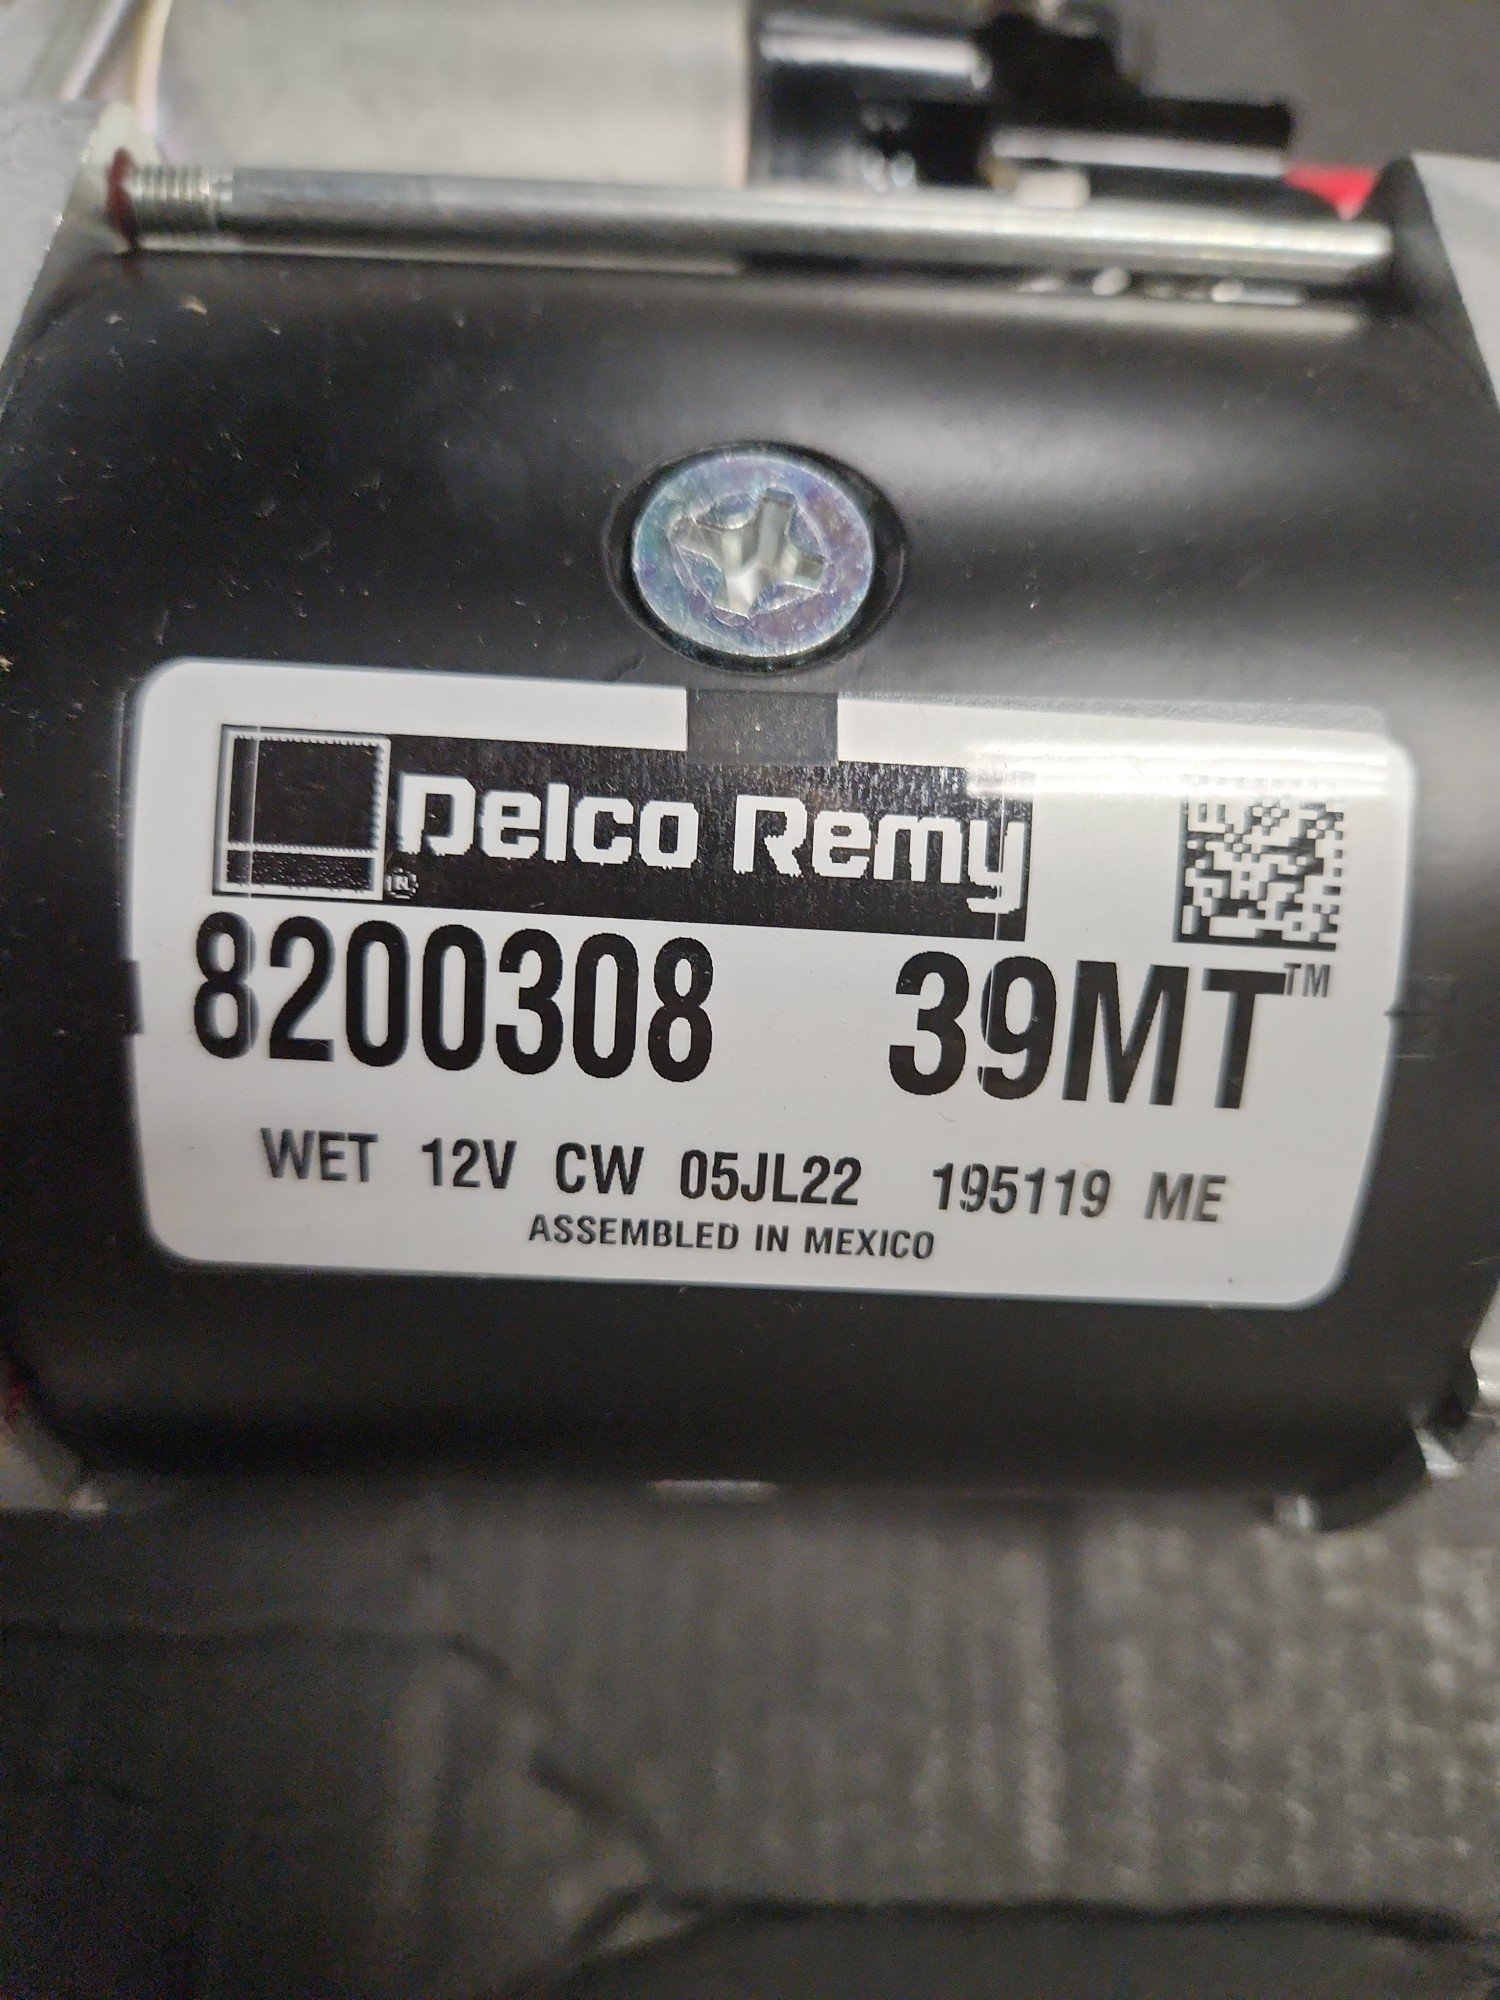 Delco Remy
®
8200308 39MT™
WET 12V CW 05JL22 195119 ME
ASSEMBLED IN MEXICO